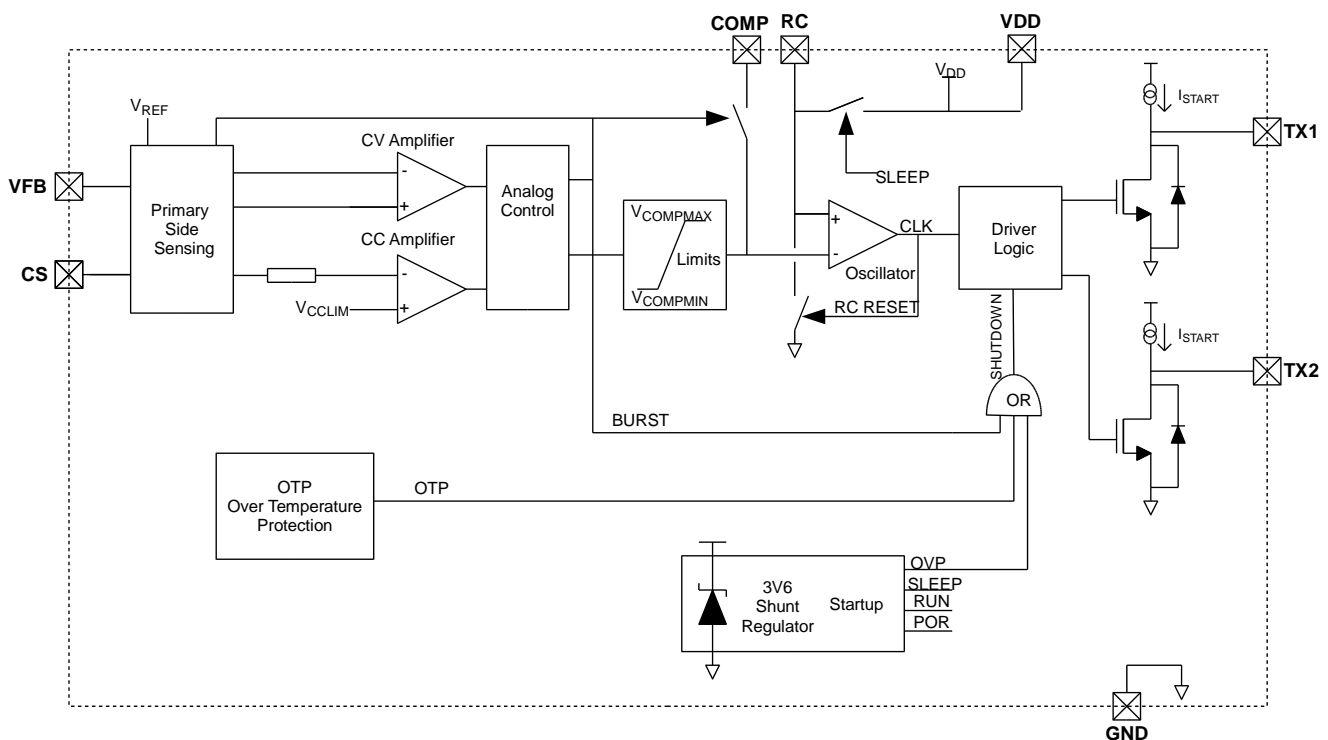 COMP
RC
VDD
VREF
VDD
ISTART
TX1
CV Amplifier
VFB
-
+
Primary
Side
Sensing
Analog
Control
SLEEP
VCOMPMAX
Limits
VCOMPMIN
+
-
CLK
Oscillator
Driver
Logic
CC Amplifier
CS
-
+
VCCLIM
RC RESET
SHUTDOWN
ISTART
TX2
OR
BURST
OTP
Over Temperature
Protection
OTP
3V6
Shunt
Regulator
Startup
OVP
SLEEP
RUN
POR
GND